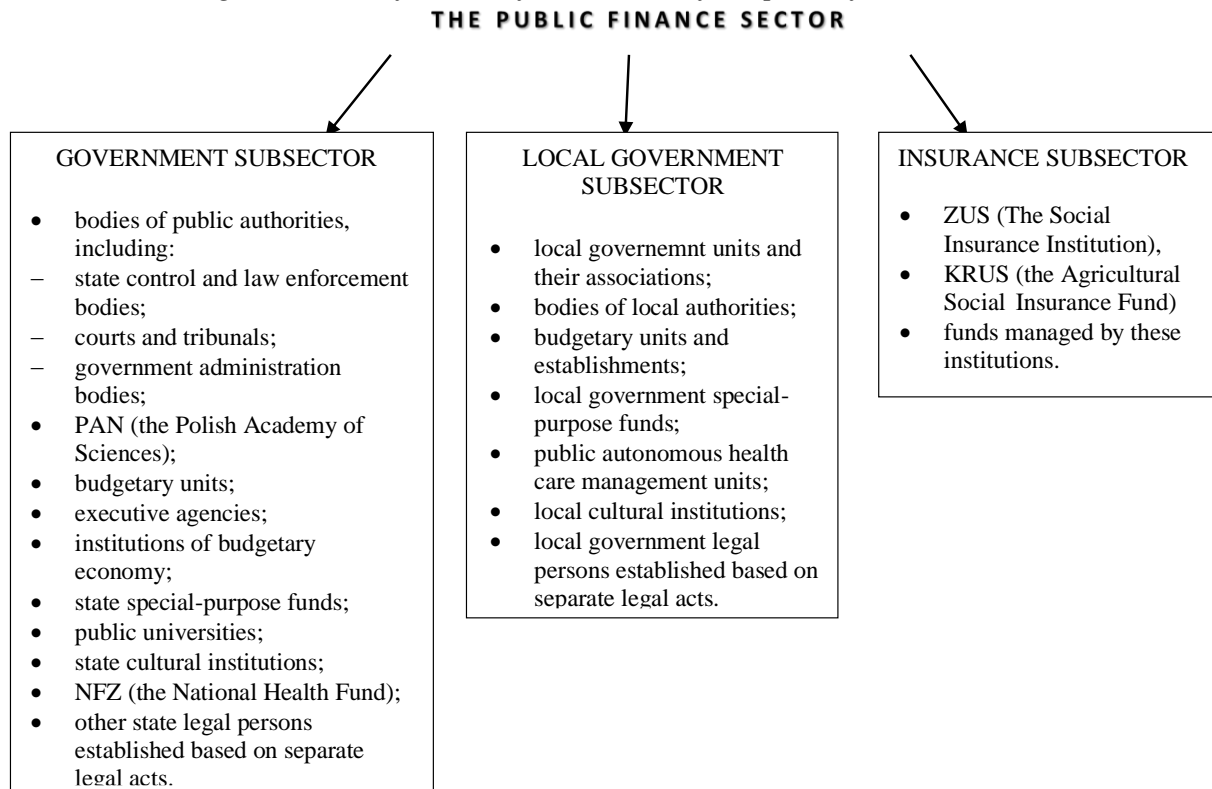 THE PUBLIC FINANCE SECTOR
GOVERNMENT SUBSECTOR
• bodies of public authorities,
including:
– state control and law enforcement
bodies;
– courts and tribunals;
– government administration
bodies;
• PAN (the Polish Academy of
Sciences);
• budgetary units;
• executive agencies;
• institutions of budgetary
economy;
• state special-purpose funds;
• public universities;
• state cultural institutions;
• NFZ (the National Health Fund);
• other state legal persons
established based on separate
legal acts.
LOCAL GOVERNMENT
SUBSECTOR
• local governemnt units and
their associations;
• bodies of local authorities;
• budgetary units and
establishments;
• local government special-
purpose funds;
• public autonomous health
care management units;
• local cultural institutions;
• local government legal
persons established based on
separate legal acts.
INSURANCE SUBSECTOR
• ZUS (The Social
Insurance Institution),
• KRUS (the Agricultural
Social Insurance Fund)
• funds managed by these
institutions.